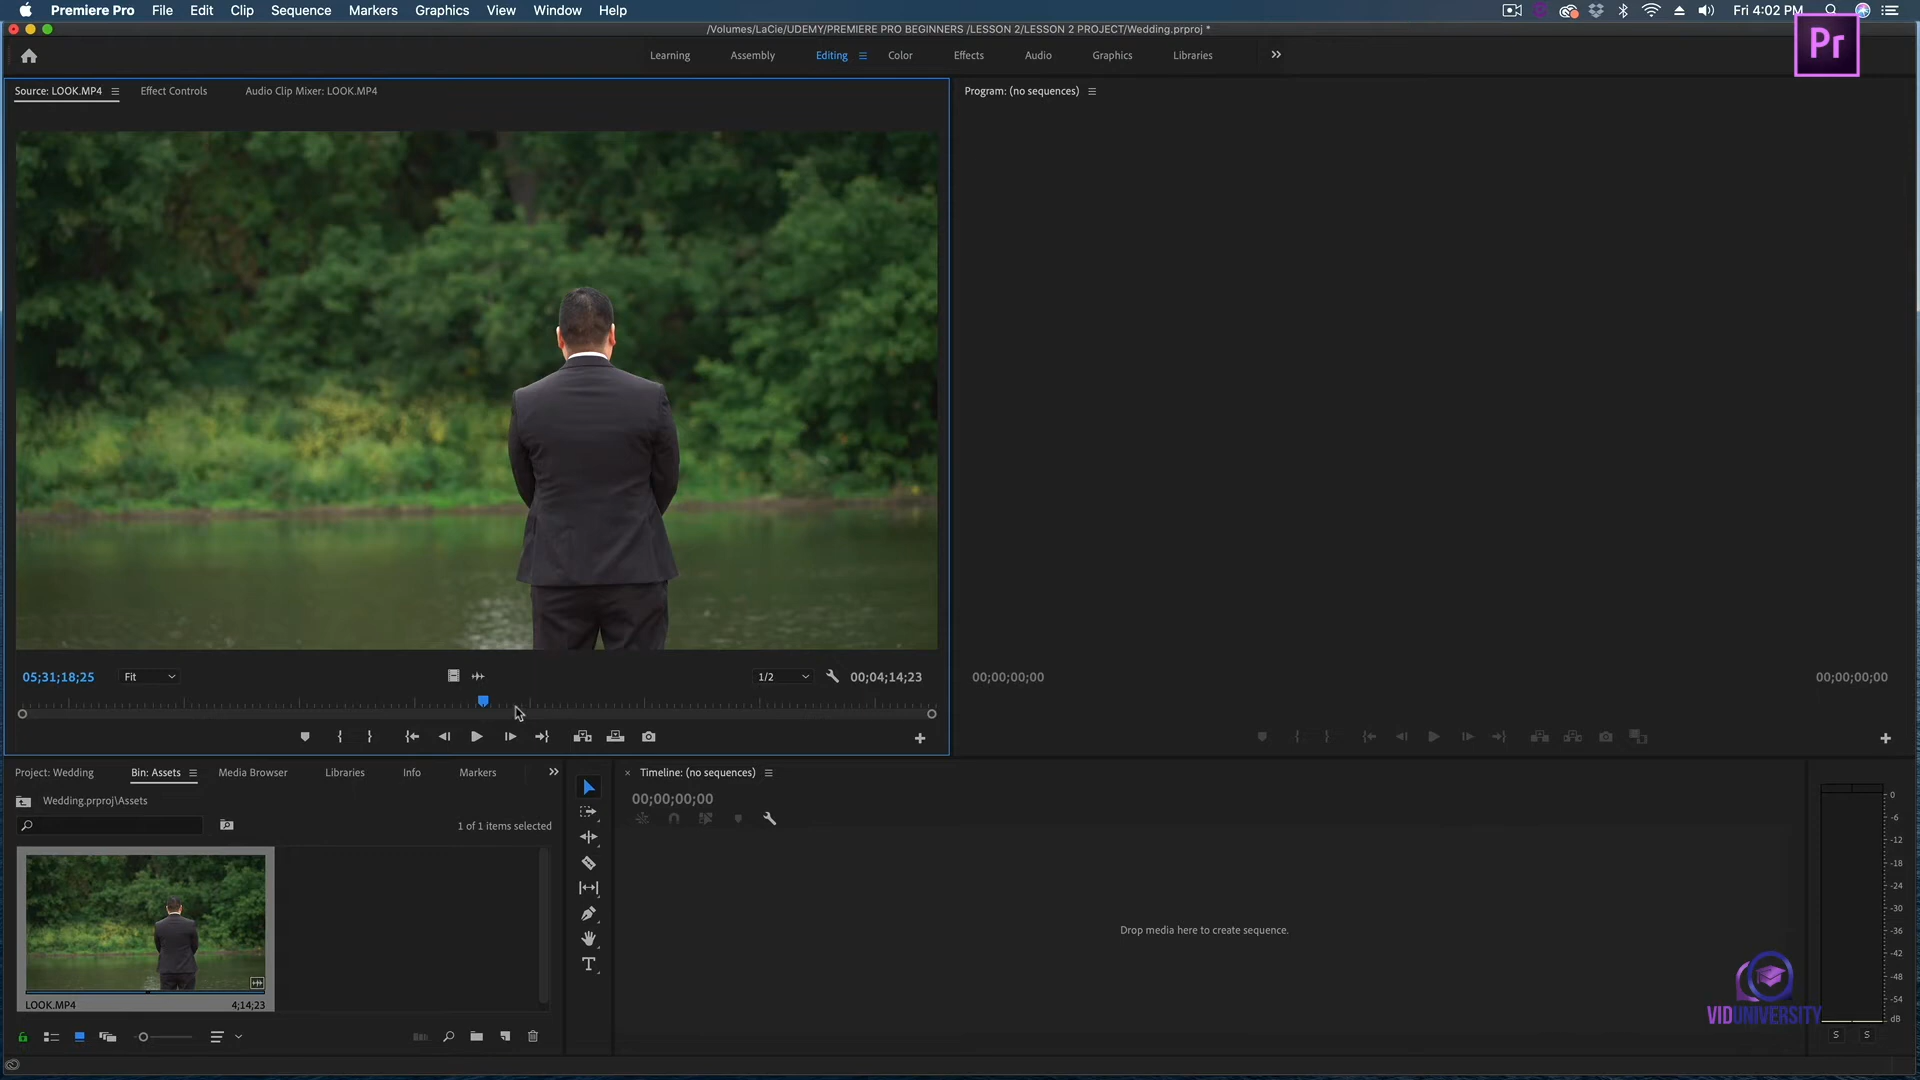 Premiere Pro File Edit Clip Sequence Markers Graphics View Window Help
Fri 4:02 PM
/Volumes/LaCie/UDEMY/PREMIERE PRO BEGINNERS /LESSON 2/LESSON 2 PROJECT/Wedding.prproj *
Learning Assembly Editing Color Effects Audio Graphics Libraries
Pr
Source: LOOK.MP4 Effect Controls Audio Clip Mixer: LOOK.MP4
Program: (no sequences)
05;31;18;25 Fit 1/2 00;04;14;23
00;00;00;00 00;00;00;00
Project: Wedding Bin: Assets Media Browser Libraries Info Markers
Timeline: (no sequences)
Wedding.prproj\Assets
00;00;00;00
1 of 1 items selected
LOOK.MP4 4;14;23
Drop media here to create sequence.
T
0
-6
-12
-18
-24
-30
-36
-42
-48
-54
dB
S S
VIDUNIVERSITY